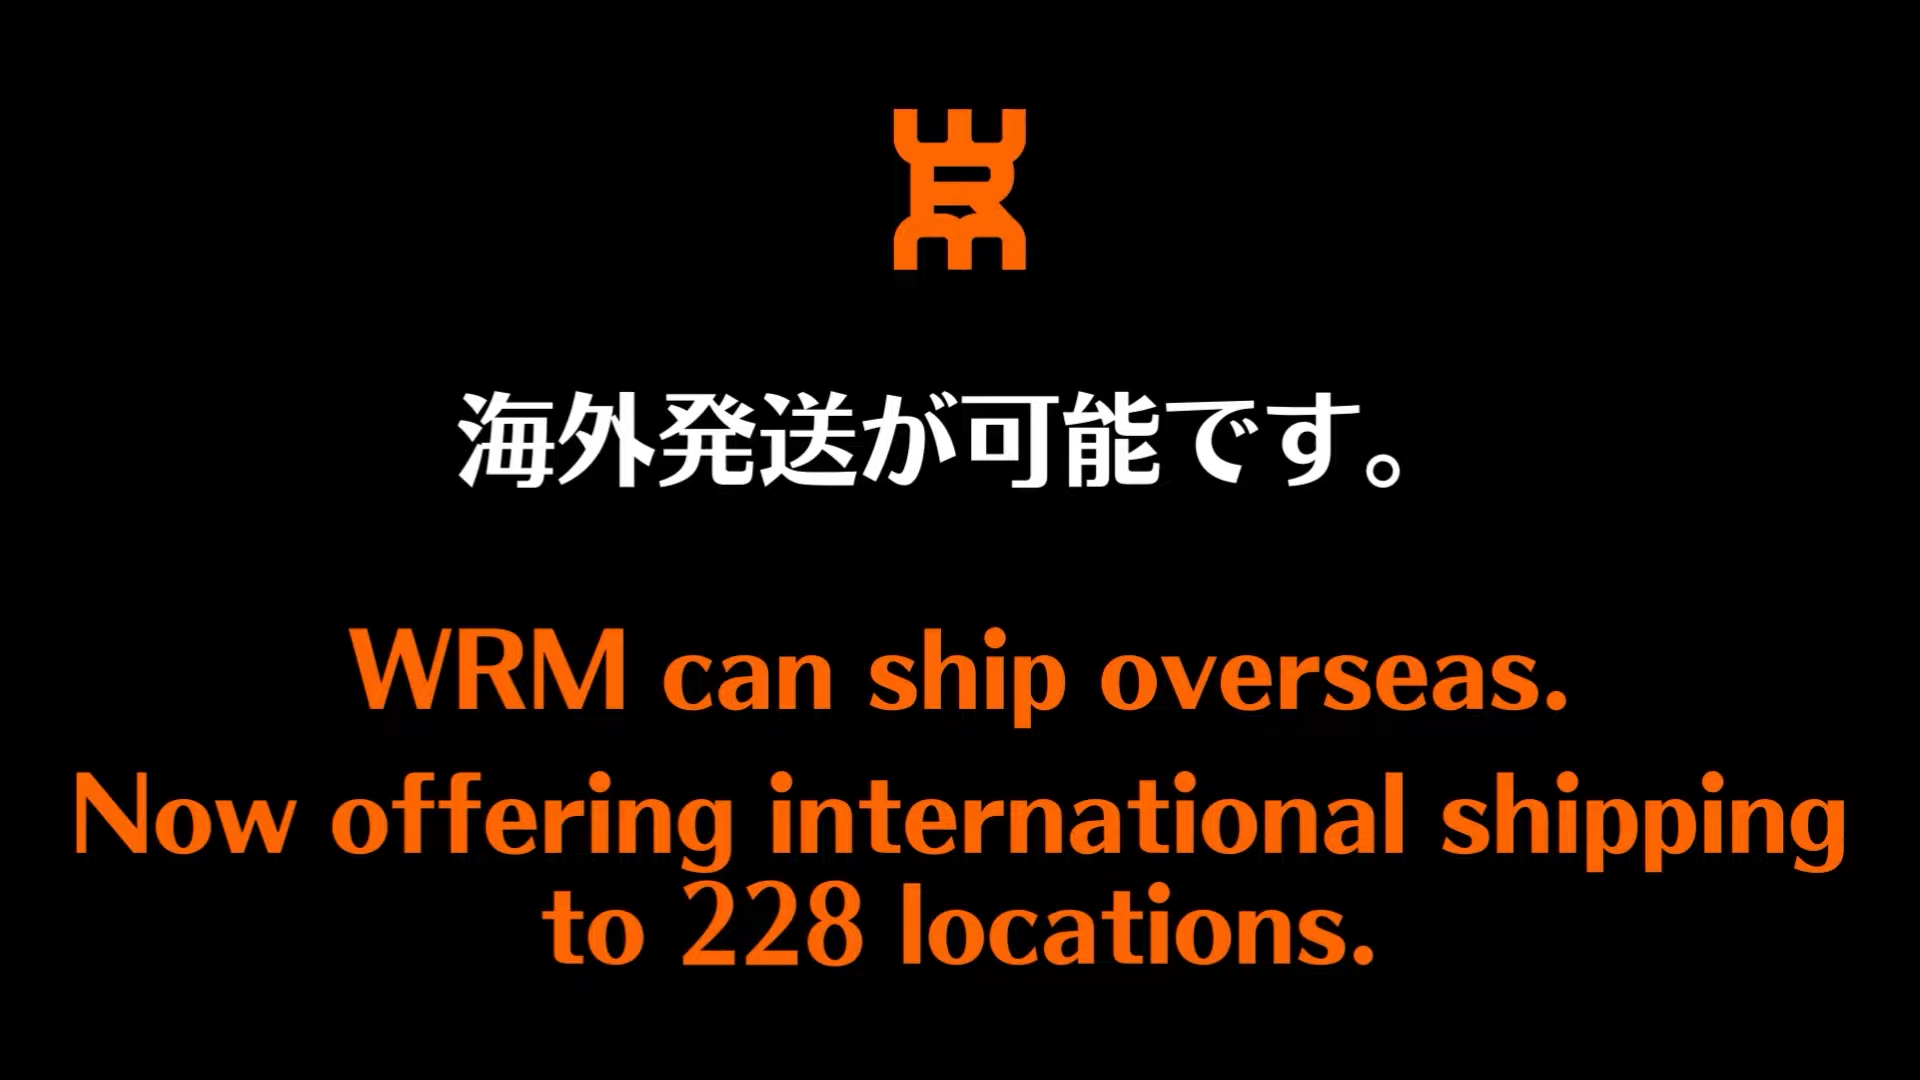 WRM
海外発送が可能です。
WRM can ship overseas.
Now offering international shipping
to 228 locations.